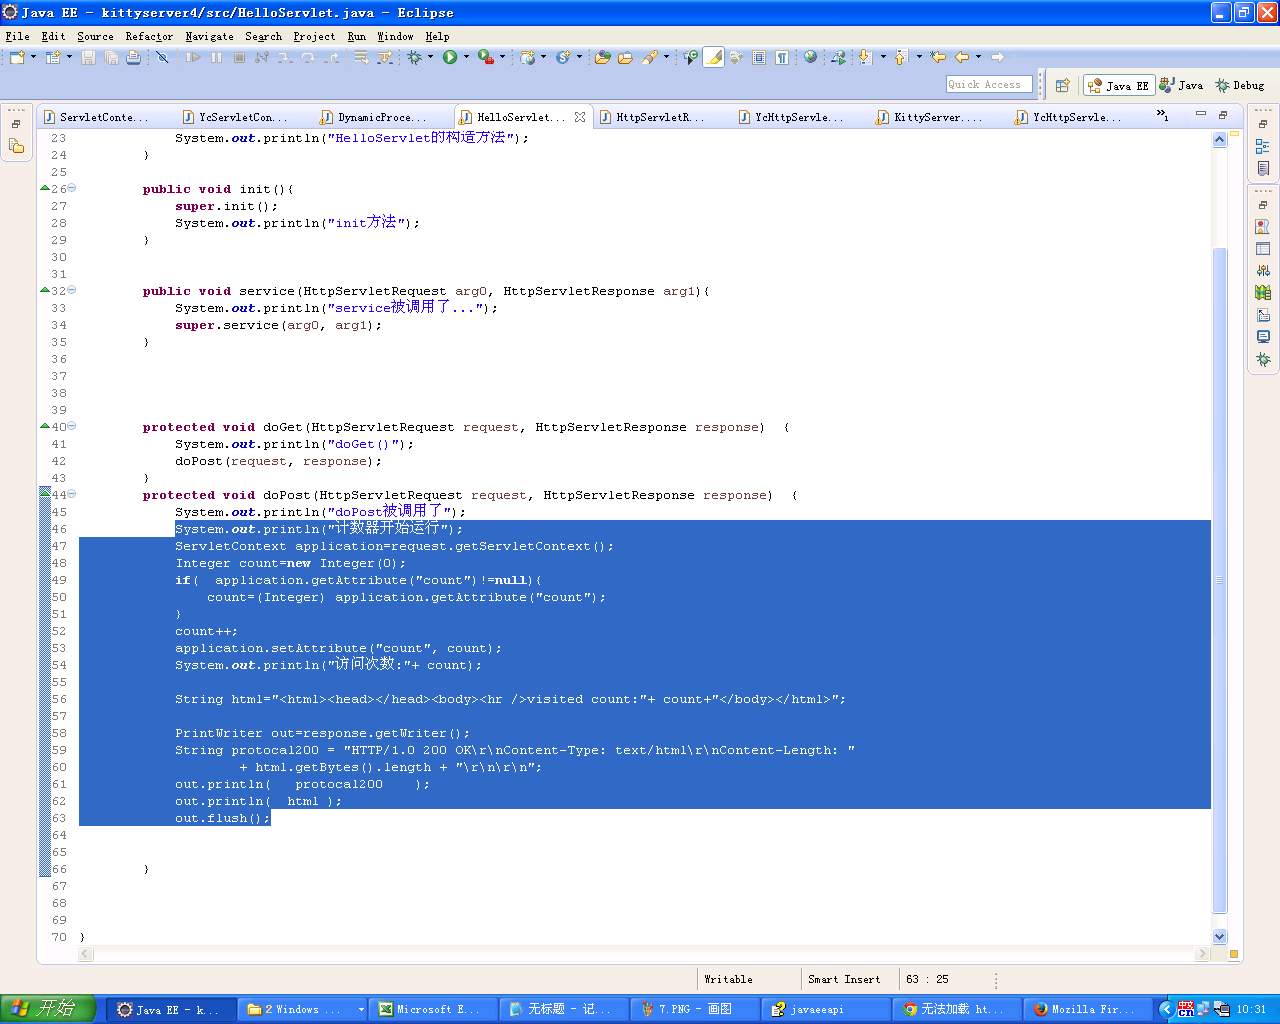 Java EE - kittyserver4/src/HelloServlet.java - Eclipse
File Edit Source Refactor Navigate Search Project Run Window Help
Quick Access
Java EE
Java
Debug
ServletConte...
YcServletCon...
DynamicProce...
HelloServlet...
HttpServletR...
YcHttpServle...
KittyServer....
YcHttpServle...
»1
23 System.out.println("HelloServlet的构造方法");
24 }
25
26 public void init(){
27 super.init();
28 System.out.println("init方法");
29 }
30
31
32 public void service(HttpServletRequest arg0, HttpServletResponse arg1){
33 System.out.println("service被调用了...");
34 super.service(arg0, arg1);
35 }
36
37
38
39
40 protected void doGet(HttpServletRequest request, HttpServletResponse response)  {
41 System.out.println("doGet()");
42 doPost(request, response);
43 }
44 protected void doPost(HttpServletRequest request, HttpServletResponse response)  {
45 System.out.println("doPost被调用了");
46 System.out.println("计数器开始运行");
47 ServletContext application=request.getServletContext();
48 Integer count=new Integer(0);
49 if(  application.getAttribute("count")!=null){
50 count=(Integer) application.getAttribute("count");
51 }
52 count++;
53 application.setAttribute("count", count);
54 System.out.println("访问次数:"+ count);
55
56 String html="<html><head></head><body><hr />visited count:"+ count+"</body></html>";
57
58 PrintWriter out=response.getWriter();
59 String protocal200 = "HTTP/1.0 200 OK\r\nContent-Type: text/html\r\nContent-Length: "
60 + html.getBytes().length + "\r\n\r\n";
61 out.println(   protocal200    );
62 out.println(  html );
63 out.flush();
64
65
66 }
67
68
69
70 }
Writable
Smart Insert
63 : 25
开始
Java EE - k...
2 Windows ...
Microsoft E...
无标题 - 记...
7.PNG - 画图
javaeeapi
无法加载 ht...
Mozilla Fir...
10:31